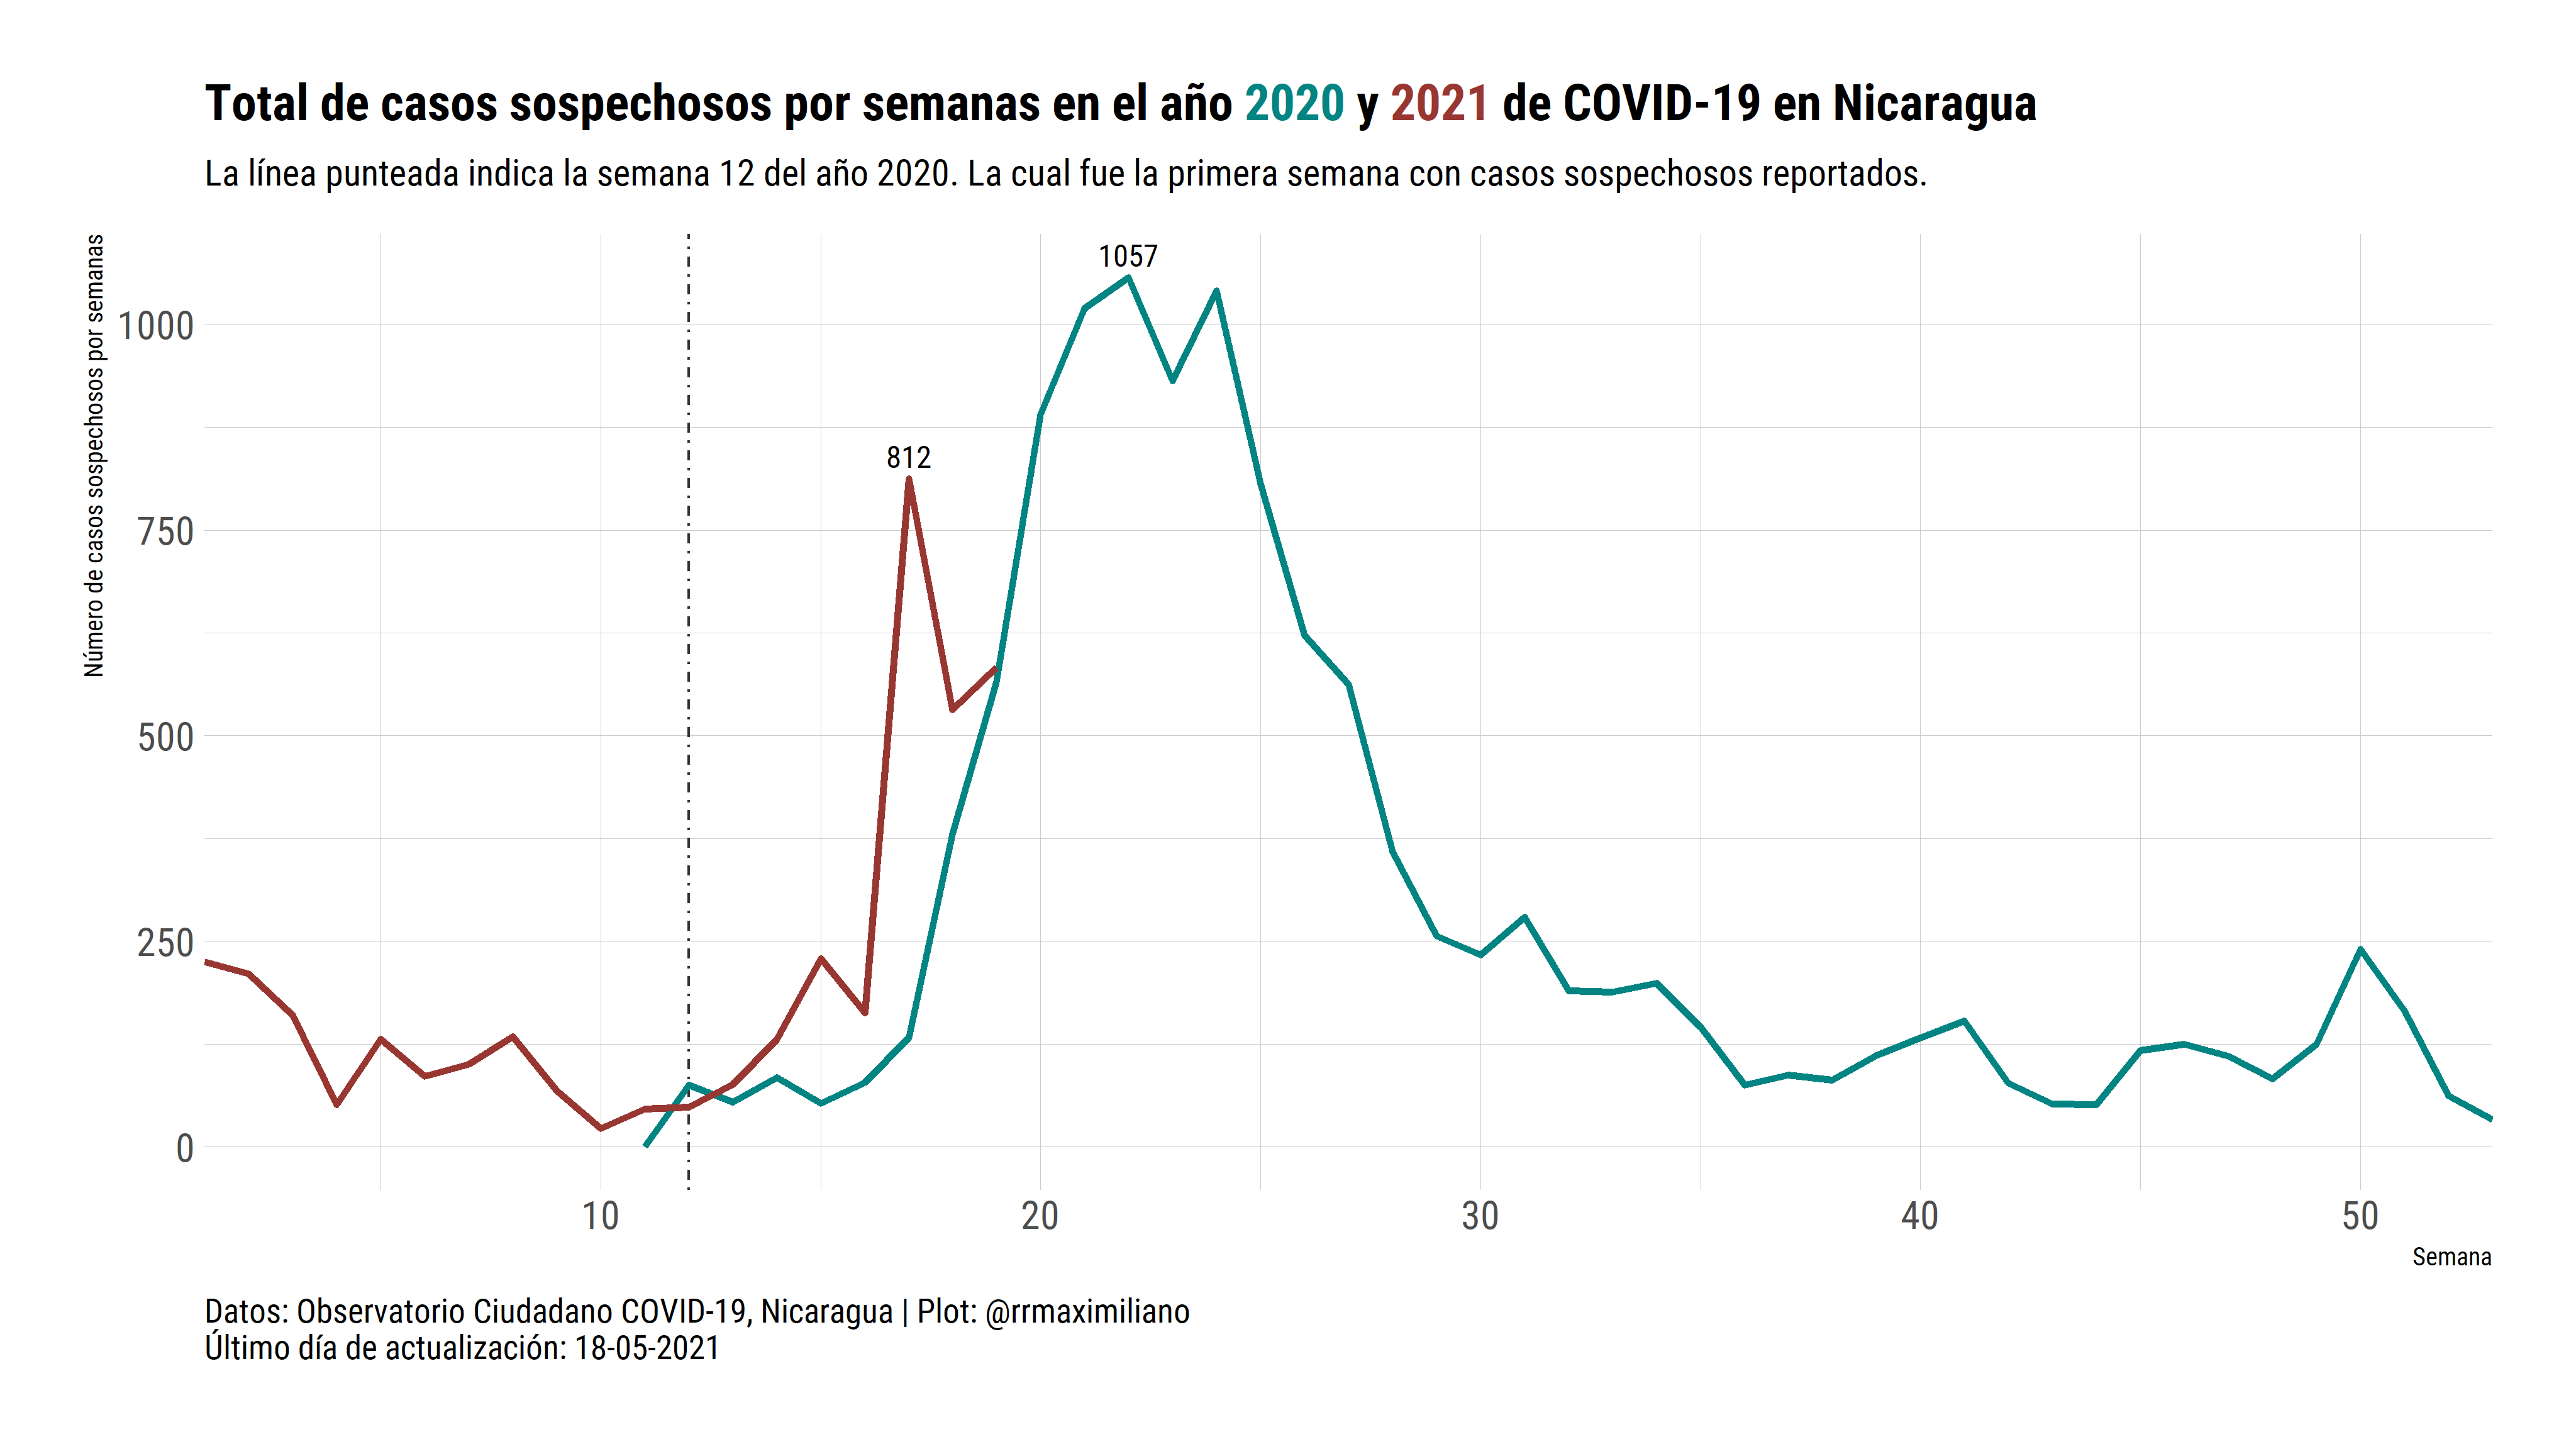 Total de casos sospechosos por semanas en el año 2020 y 2021 de COVID-19 en Nicaragua
La línea punteada indica la semana 12 del año 2020. La cual fue la primera semana con casos sospechosos reportados.
Número de casos sospechosos por semanas
1057
1000
812
750
500
250
0
10 20 30 40 50
Semana
Datos: Observatorio Ciudadano COVID-19, Nicaragua | Plot: @rrmaximiliano
Último día de actualización: 18-05-2021